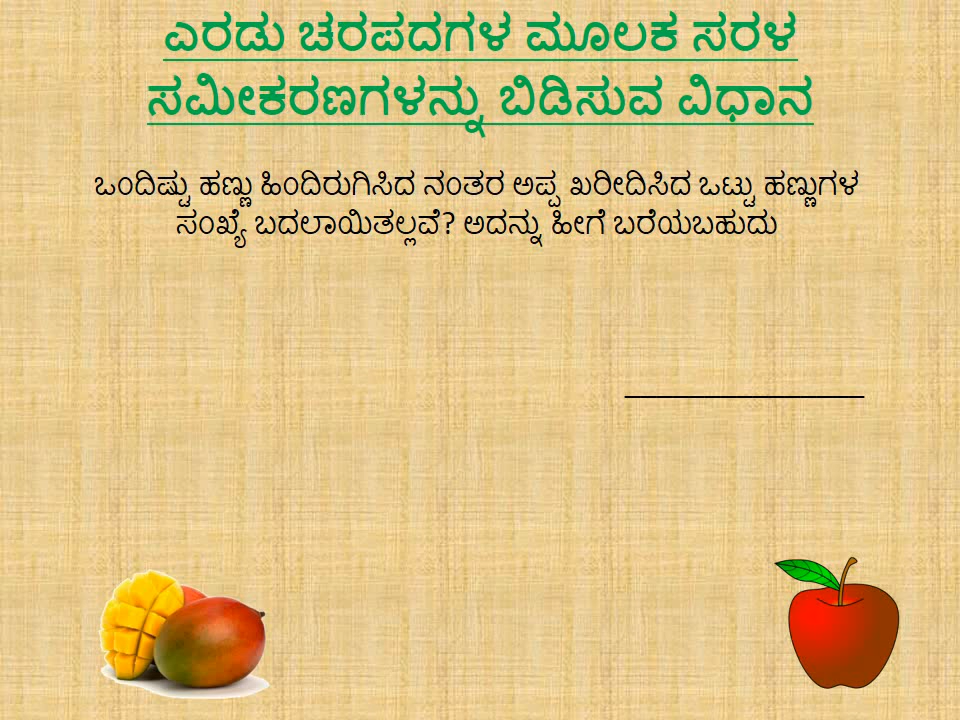 ಎರಡು ಚರಪದಗಳ ಮೂಲಕ ಸರಳ
ಸಮೀಕರಣಗಳನ್ನು ಬಿಡಿಸುವ ವಿಧಾನ
ಒಂದಿಷ್ಟು ಹಣ್ಣು ಹಿಂದಿರುಗಿಸಿದ ನಂತರ ಅಪ್ಪ ಖರೀದಿಸಿದ ಒಟ್ಟು ಹಣ್ಣುಗಳ
ಸಂಖ್ಯೆ ಬದಲಾಯಿತಲ್ಲವೆ? ಅದನ್ನು ಹೀಗೆ ಬರೆಯಬಹುದು